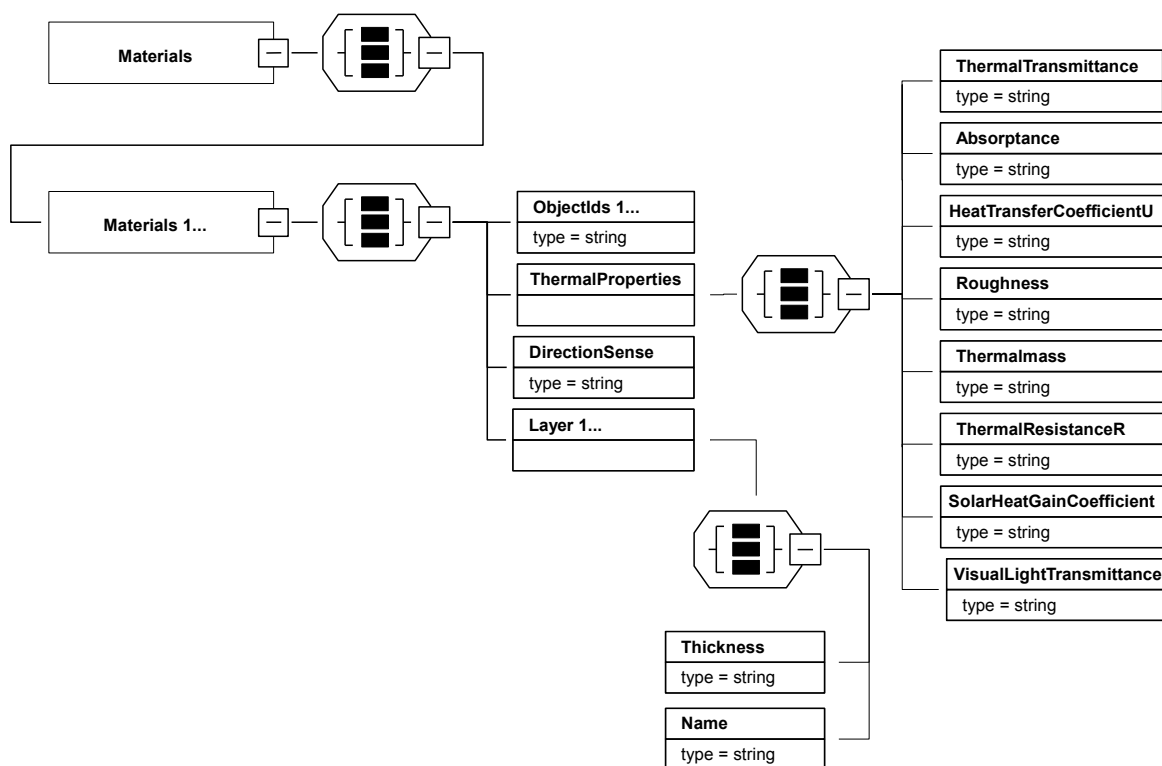 Materials
Materials 1...
ObjectIds 1...
type = string
ThermalProperties
DirectionSense
type = string
Layer 1...
ThermalTransmittance
type = string
Absorptance
type = string
HeatTransferCoefficientU
type = string
Roughness
type = string
Thermalmass
type = string
ThermalResistanceR
type = string
SolarHeatGainCoefficient
type = string
VisualLightTransmittance
type = string
Thickness
type = string
Name
type = string